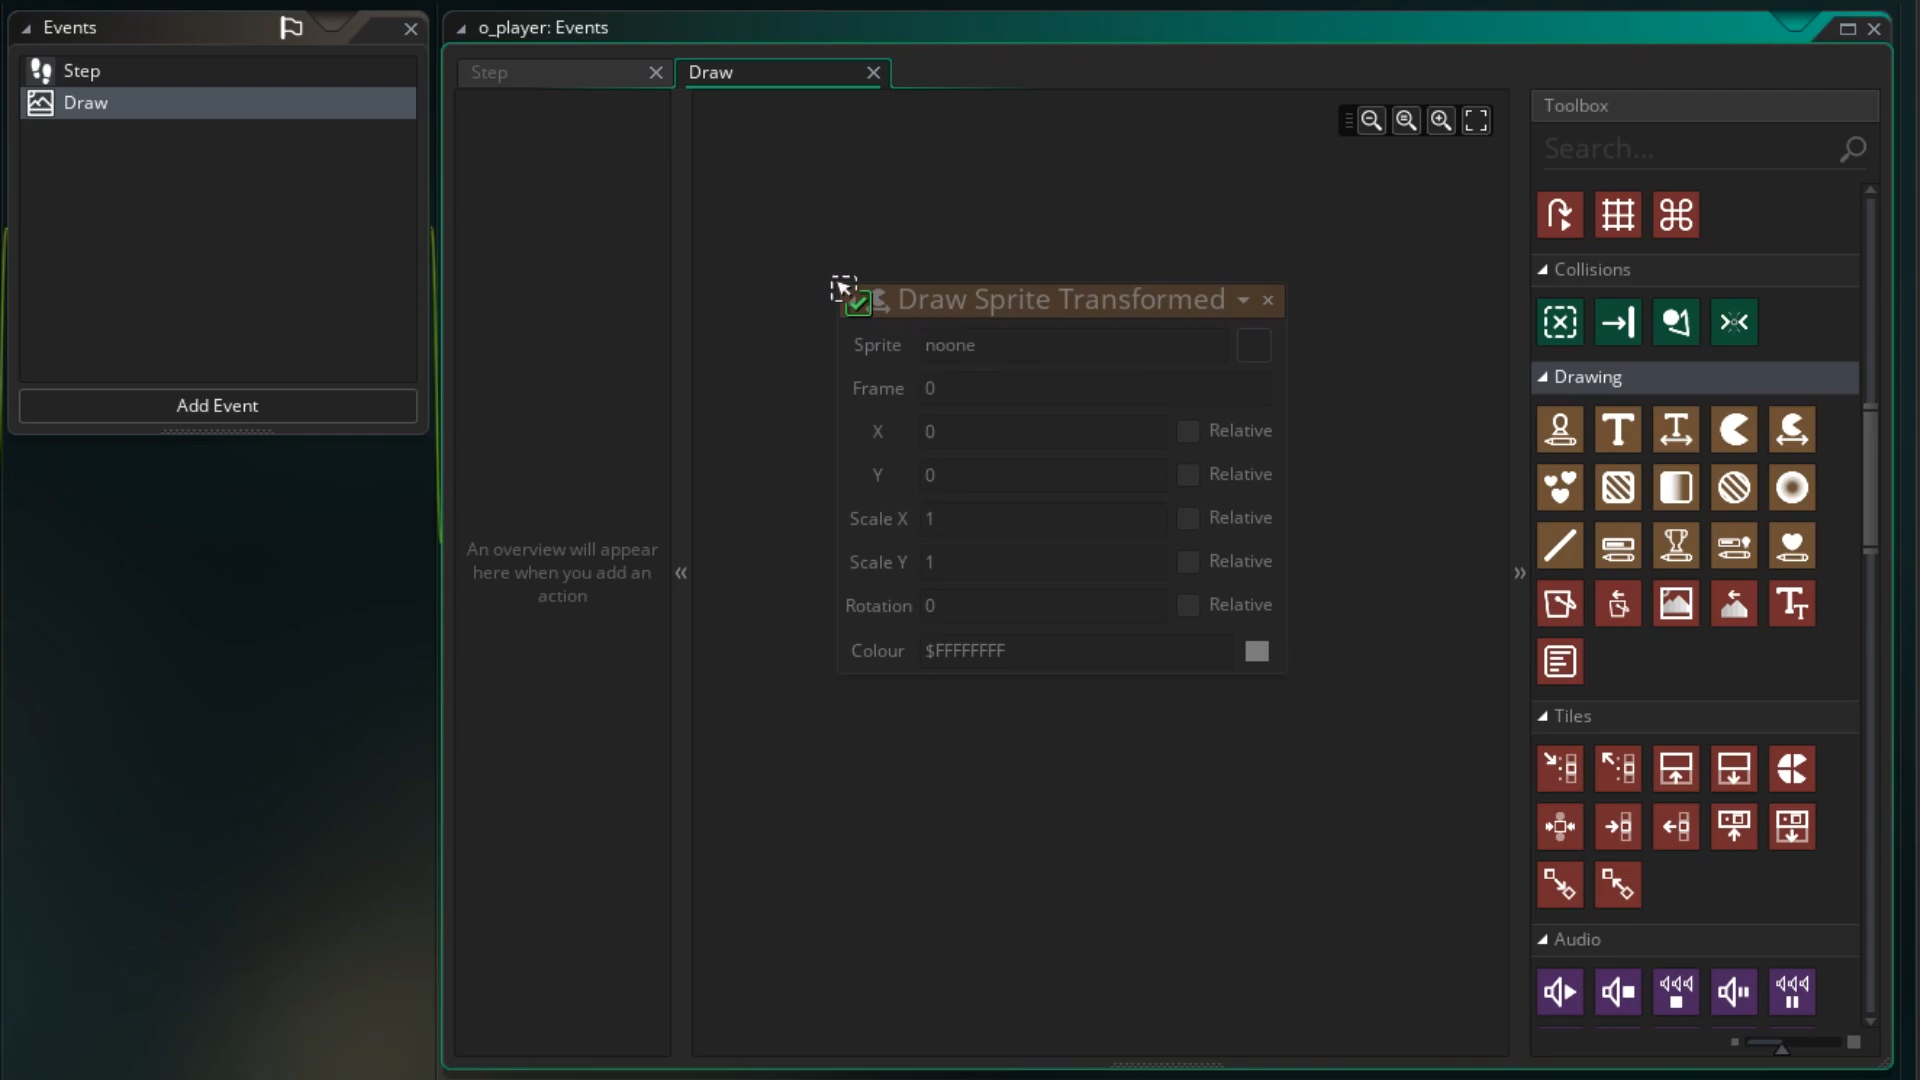 Events
Step
Draw
Add Event
o_player: Events
Step
Draw
An overview will appear
here when you add an
action
Draw Sprite Transformed
Sprite noone
Frame 0
X 0 Relative
Y 0 Relative
Scale X 1 Relative
Scale Y 1 Relative
Rotation 0 Relative
Colour $FFFFFFFF
Toolbox
Search...
Collisions
Drawing
Tiles
Audio